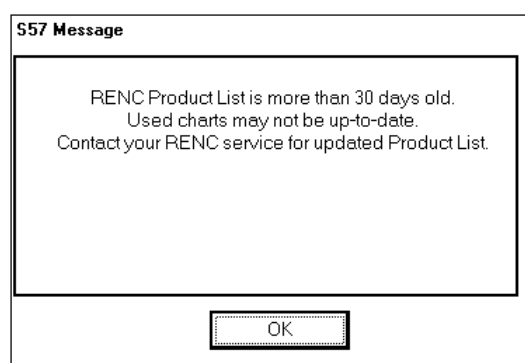 S57 Message
RENC Product List is more than 30 days old.
Used charts may not be up-to-date.
Contact your RENC service for updated Product List.
OK